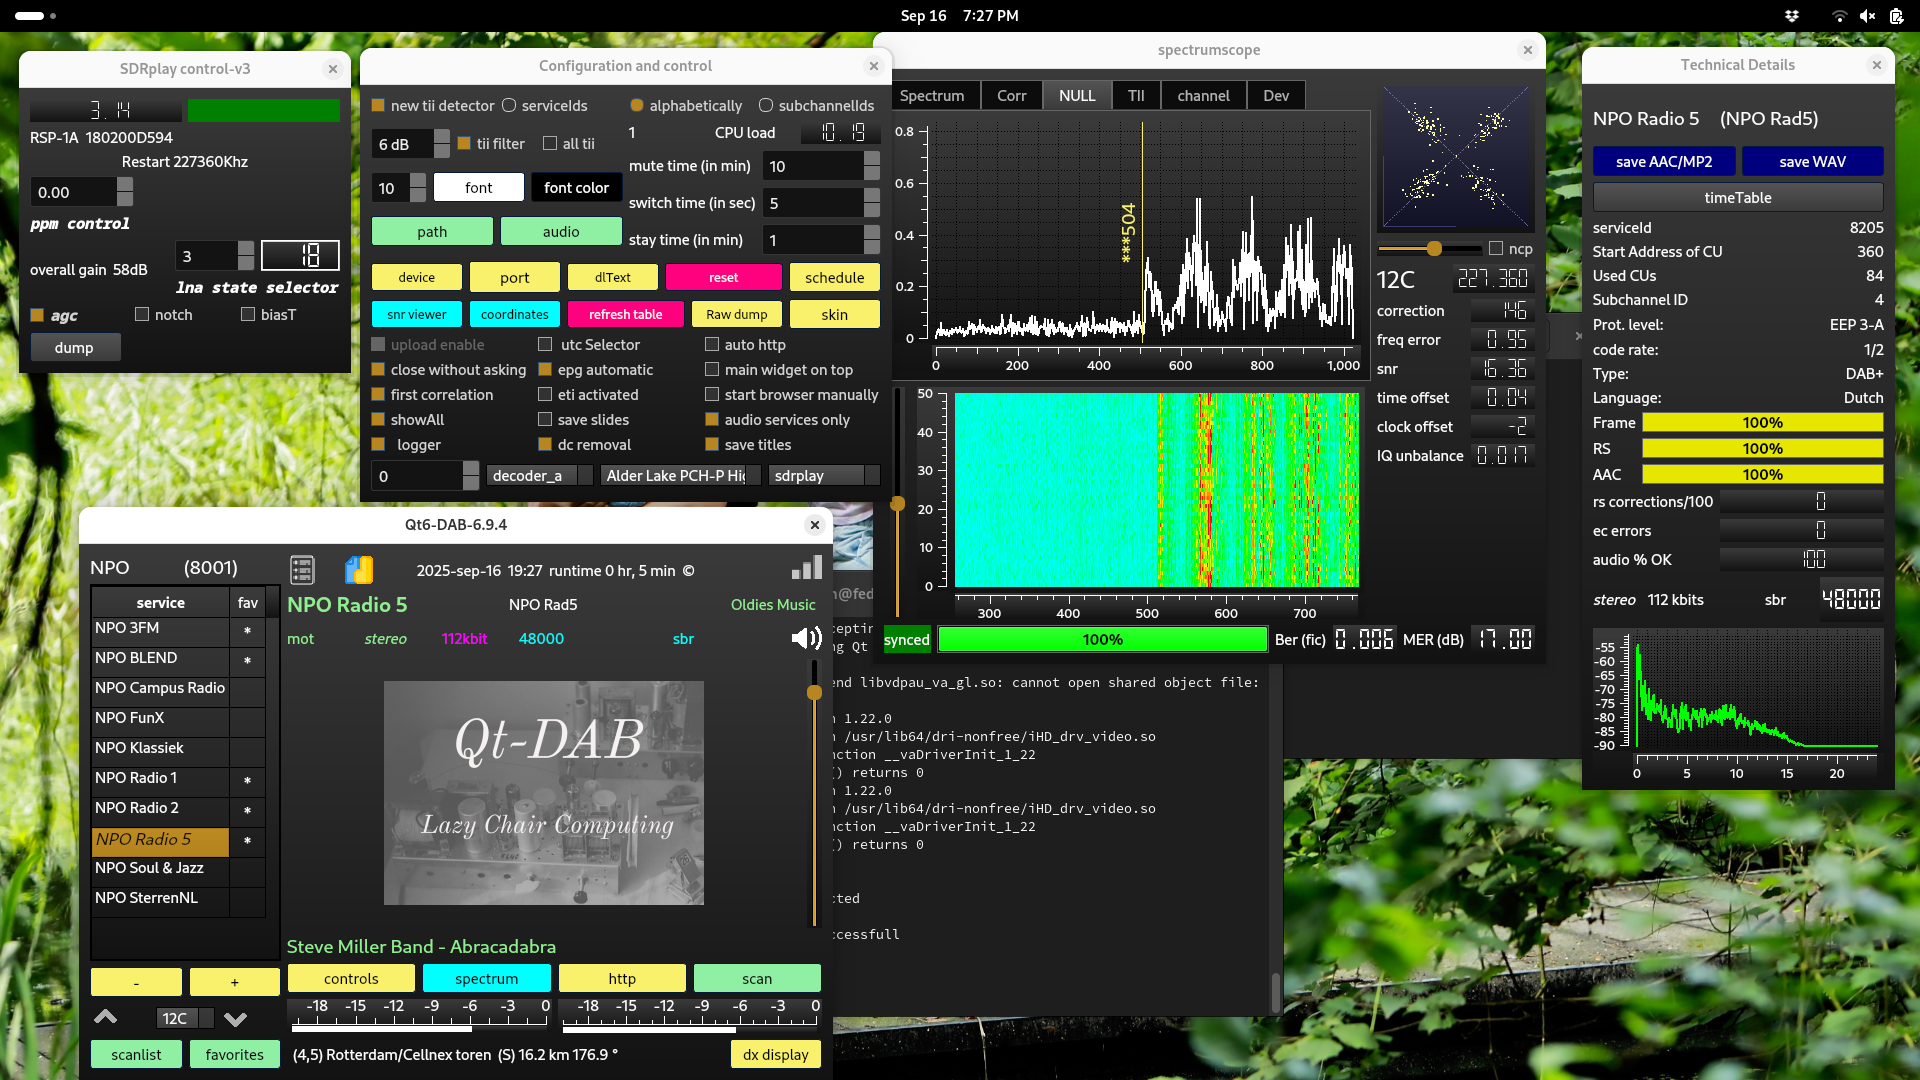 Sep 16 7:27 PM
SDRplay control-v3
3.14
RSP-1A 180200D594
Restart 227360Khz
0.00
ppm control
3 18
overall gain 58dB
lna state selector
agc notch biasT
dump
Configuration and control
new tii detector serviceIds alphabetically subchannelIds
6 dB tii filter all tii 1 CPU load 10.19
mute time (in min) 10
10 font font color
switch time (in sec) 5
path audio stay time (in min) 1
device port dlText reset schedule
snr viewer coordinates refresh table Raw dump skin
upload enable utc Selector auto http
close without asking epg automatic main widget on top
first correlation eti activated start browser manually
showAll save slides audio services only
logger dc removal save titles
0 decoder_a Alder Lake PCH-P Hi sdrplay
spectrumscope
Spectrum Corr NULL TII channel Dev
0.8
0.6
0.4
0.2
0
***504
0 200 400 600 800 1,000
50
40
30
20
10
0
300 400 500 600 700
ncp
12C 227.360
correction 146
freq error 0.95
snr 16.36
time offset 0.04
clock offset -2
IQ unbalance 0.017
synced 100% Ber (fic) 0.006 MER (dB) 17.00
Technical Details
NPO Radio 5 (NPO Rad5)
save AAC/MP2 save WAV
timeTable
serviceId 8205
Start Address of CU 360
Used CUs 84
Subchannel ID 4
Prot. level: EEP 3-A
code rate: 1/2
Type: DAB+
Language: Dutch
Frame 100%
RS 100%
AAC 100%
rs corrections/100 0
ec errors 0
audio % OK 100
stereo 112 kbits sbr 48000
-55
-60
-65
-70
-75
-80
-85
-90
0 5 10 15 20
Qt6-DAB-6.9.4
NPO (8001)
2025-sep-16 19:27 runtime 0 hr, 5 min ©
service fav
NPO 3FM *
NPO BLEND *
NPO Campus Radio
NPO FunX
NPO Klassiek
NPO Radio 1 *
NPO Radio 2 *
NPO Radio 5 *
NPO Soul & Jazz
NPO SterrenNL
NPO Radio 5 NPO Rad5 Oldies Music
mot stereo 112kbit 48000 sbr
Qt-DAB
Lazy Chair Computing
Steve Miller Band - Abracadabra
- + controls spectrum http scan
-18 -15 -12 -9 -6 -3 0 -18 -15 -12 -9 -6 -3 0
12C
scanlist favorites (4,5) Rotterdam/Cellnex toren (S) 16.2 km 176.9 ° dx display
n@fed
ceptin
ng Qt
end libvdpau_va_gl.so: cannot open shared object file:
n 1.22.0
n /usr/lib64/dri-nonfree/iHD_drv_video.so
nction __vaDriverInit_1_22
() returns 0
n 1.22.0
n /usr/lib64/dri-nonfree/iHD_drv_video.so
nction __vaDriverInit_1_22
() returns 0
cted
ccessfull